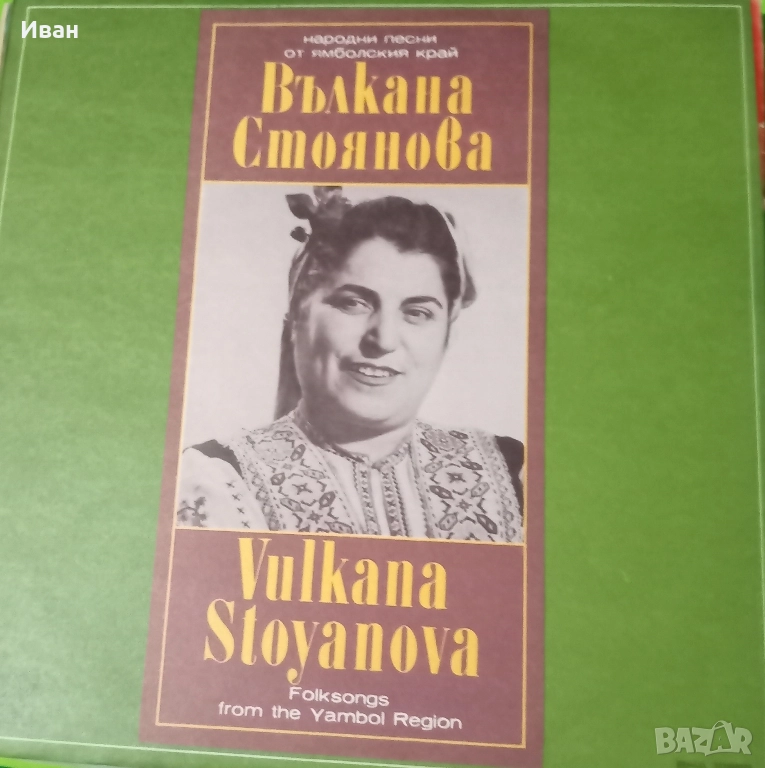 Иван
народни песни
от ямболския край
Вълкана
Стоянова
Vulkana
Stoyanova
Folksongs
from the Yambol Region
BAZAR